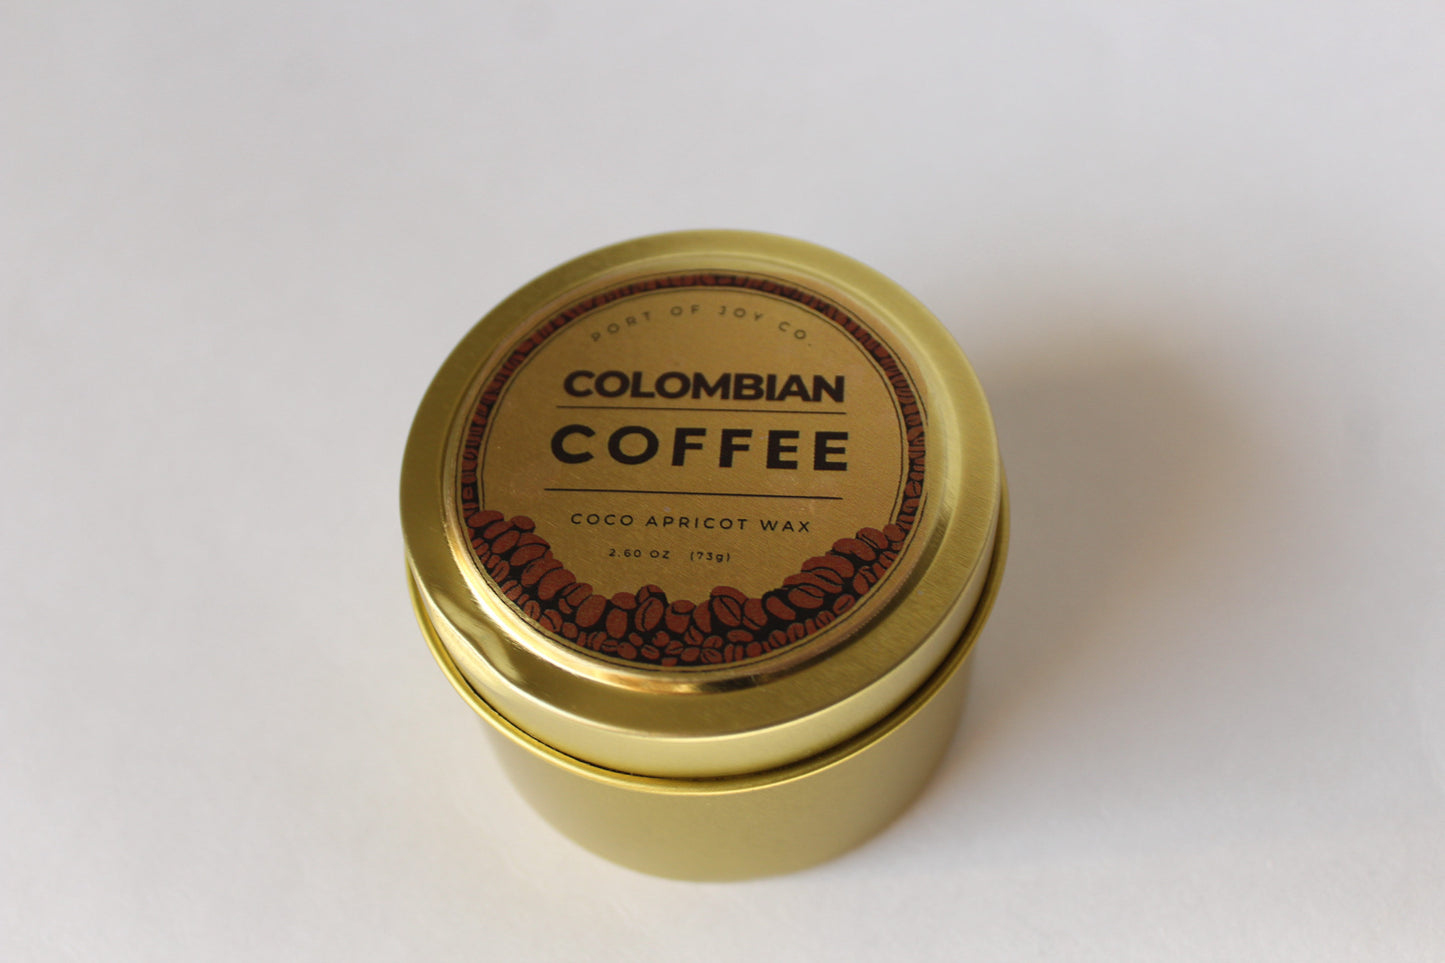 PORT OF JOY CO.
COLOMBIAN
COFFEE
COCO APRICOT WAX
2.60 OZ (73g)